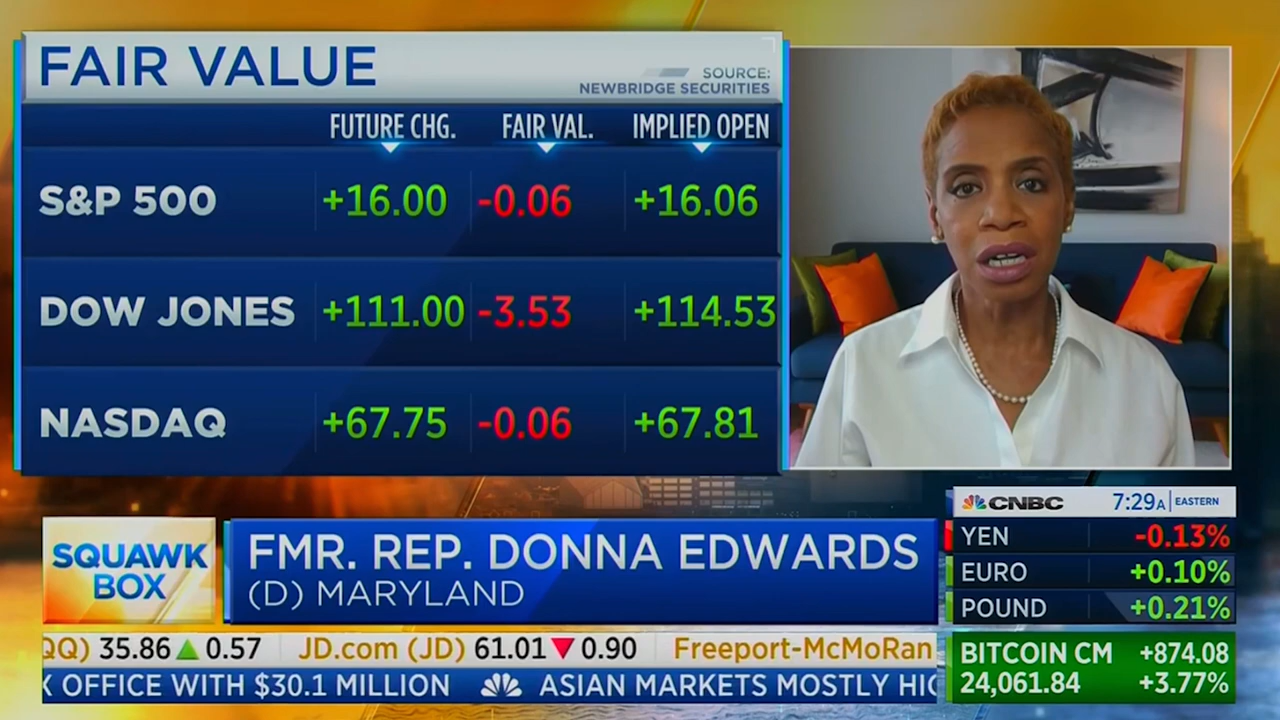 FAIR VALUE
SOURCE:
NEWBRIDGE SECURITIES
FUTURE CHG. FAIR VAL. IMPLIED OPEN
S&P 500 +16.00 -0.06 +16.06
DOW JONES +111.00 -3.53 +114.53
NASDAQ +67.75 -0.06 +67.81
SQUAWK
BOX
FMR. REP. DONNA EDWARDS
(D) MARYLAND
CNBC 7:29A EASTERN
YEN -0.13%
EURO +0.10%
POUND +0.21%
BITCOIN CM +874.08
24,061.84 +3.77%
QQ) 35.86 ▲ 0.57 JD.com (JD) 61.01 ▼ 0.90 Freeport-McMoRan
OFFICE WITH $30.1 MILLION ASIAN MARKETS MOSTLY